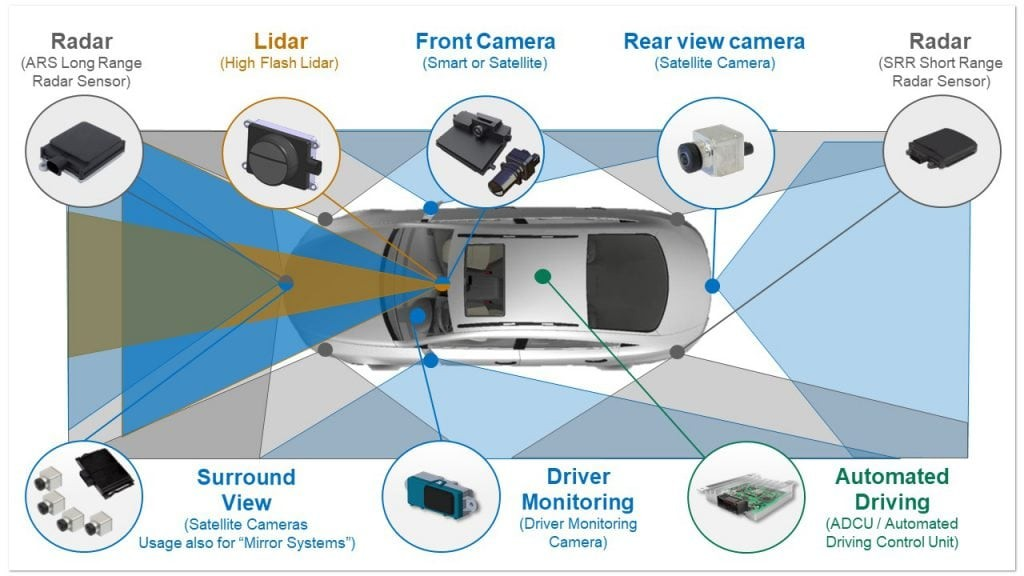 Radar
(ARS Long Range
Radar Sensor)
Lidar
(High Flash Lidar)
Front Camera
(Smart or Satellite)
Rear view camera
(Satellite Camera)
Radar
(SRR Short Range
Radar Sensor)
Surround
View
(Satellite Cameras
Usage also for “Mirror Systems”)
Driver
Monitoring
(Driver Monitoring
Camera)
Automated
Driving
(ADCU / Automated
Driving Control Unit)